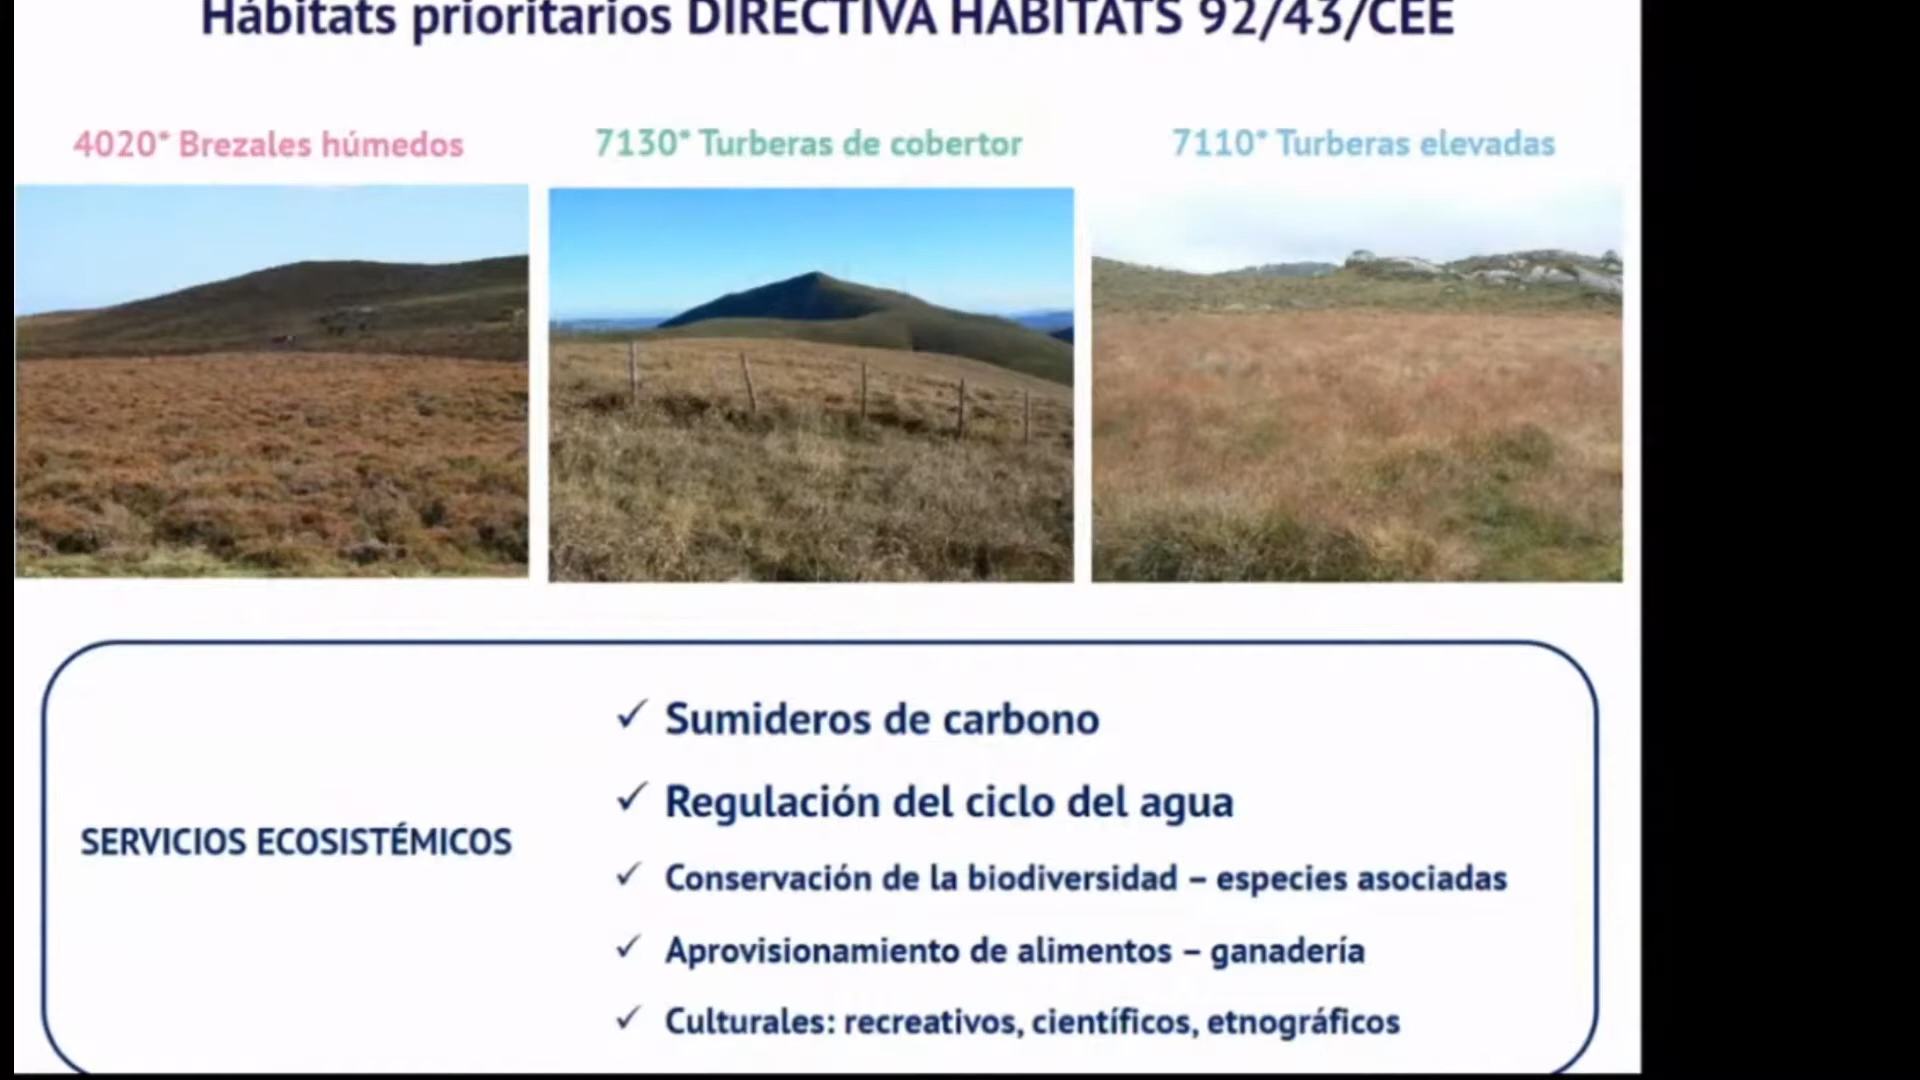 Hábitats prioritarios DIRECTIVA HÁBITATS 92/43/CEE
4020* Brezales húmedos
7130* Turberas de cobertor
7110* Turberas elevadas
SERVICIOS ECOSISTÉMICOS
✓ Sumideros de carbono
✓ Regulación del ciclo del agua
✓ Conservación de la biodiversidad – especies asociadas
✓ Aprovisionamiento de alimentos – ganadería
✓ Culturales: recreativos, científicos, etnográficos